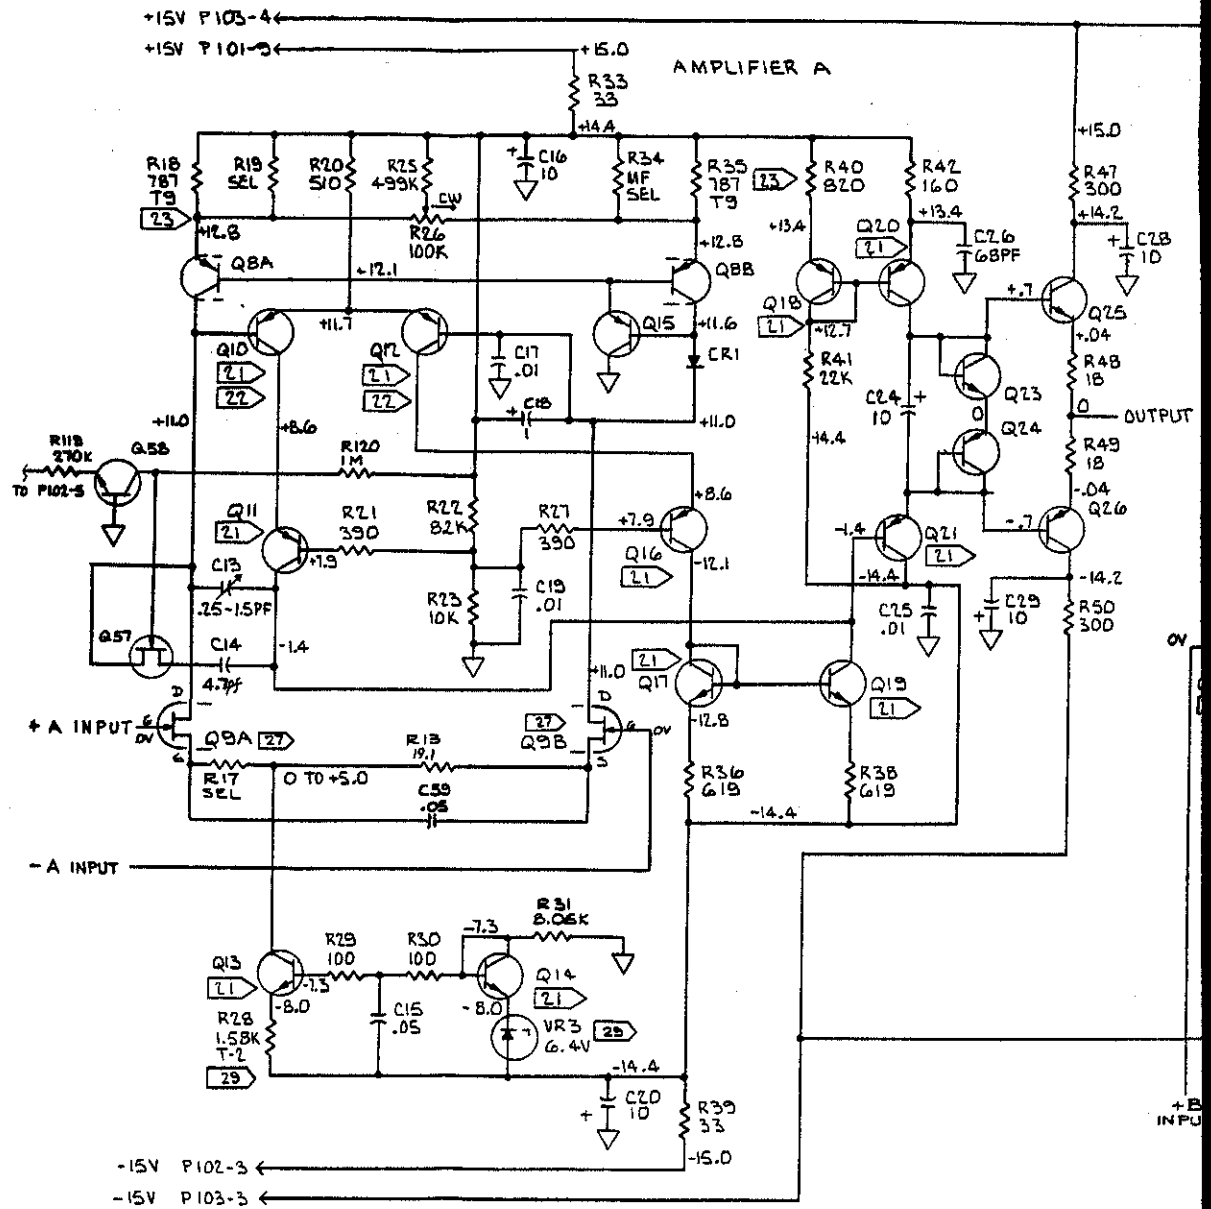 +15V P103-4
+15V P101-9
+15.0
AMPLIFIER A
R33
33
+14.4
+15.0
R18
787
T9
23
R19
SEL
R20
510
R25
499K
C16
10
+
R34
MF
SEL
R35
787
T9
23
R40
820
R42
160
R47
300
CW
R26
100K
+12.8
+12.8
+13.4
Q20
21
+13.4
+14.2
C26
68PF
+
C28
10
Q8A
+12.1
Q8B
Q18
21
+.7
Q25
+11.7
Q15
+11.6
+12.7
+.04
Q10
21
22
Q12
21
22
C17
.01
CR1
R41
22K
R48
18
C24
10
+
Q23
0
0
OUTPUT
+
C18
1
+11.0
+11.0
+8.6
Q24
R49
18
R118
270K
Q58
R120
1M
14.4
TO P102-5
-.04
Q11
21
R21
390
R22
82K
R27
390
+8.6
+7.9
-1.4
Q21
21
-.7
Q26
+7.9
Q16
21
-12.1
C13
.25-1.5PF
R23
10K
C19
.01
-14.4
C25
.01
+
C29
10
-14.2
R50
300
Q57
C14
4.7pf
-1.4
+11.0
21
Q17
Q19
21
0V
D
D
+ A INPUT
G
0V
Q9A 27
27
Q9B
G
0V
-12.8
S
R17
SEL
0 TO +5.0
R13
19.1
S
R36
619
R38
619
C59
.05
-14.4
- A INPUT
R31
8.06K
-7.3
Q13
21
R29
100
R30
100
-7.3
Q14
21
-8.0
-8.0
R28
1.58K
T-2
29
C15
.05
VR3
6.4V
29
-14.4
+
C20
10
R39
33
+B
INPU
-15V P102-3
-15.0
-15V P103-3